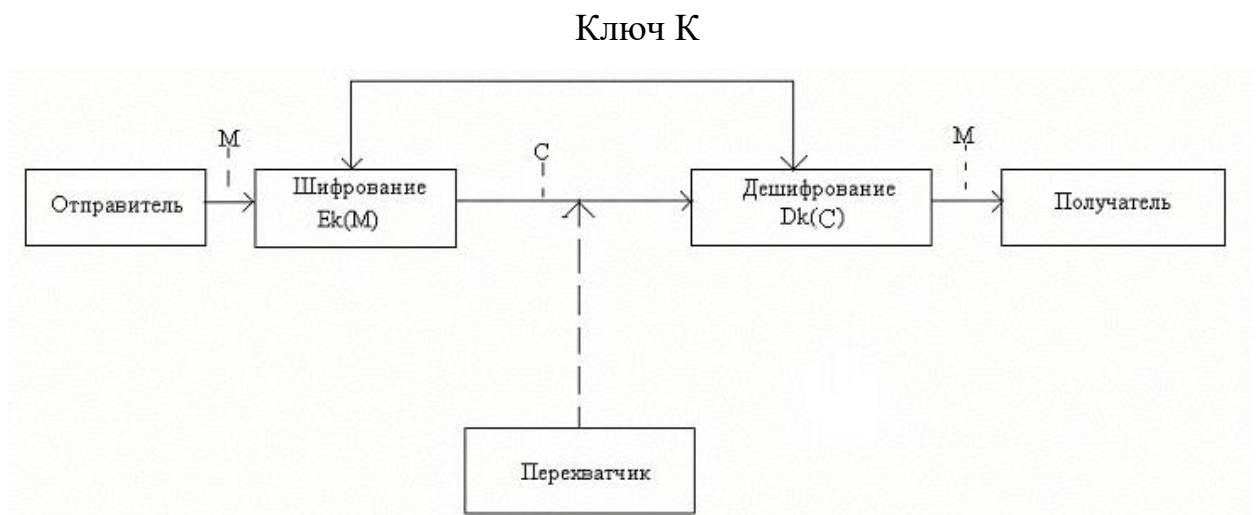 Ключ К
М
С
М
Отправитель
Шифрование
Ek(M)
Дешифрование
Dk(C)
Получатель
Перехватчик